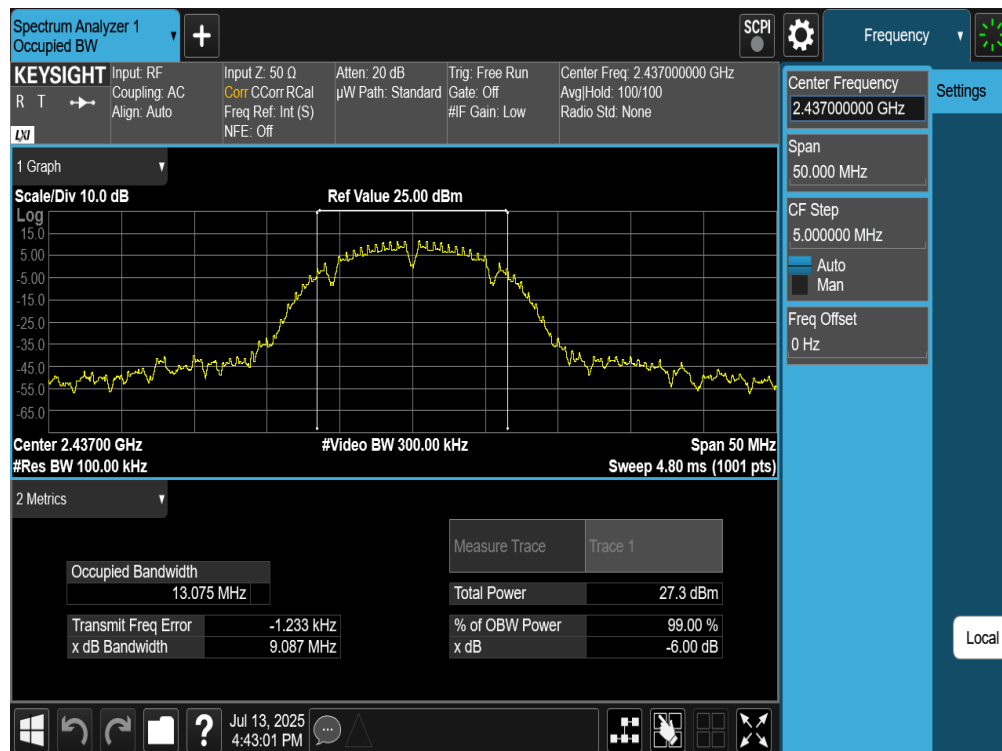 Spectrum Analyzer 1
Occupied BW
+
SCPI
Frequency
KEYSIGHT
R T
LXI
Input: RF
Coupling: AC
Align: Auto
Input Z: 50 Ω
Corr CCorr RCal
Freq Ref: Int (S)
NFE: Off
Atten: 20 dB
µW Path: Standard
Trig: Free Run
Gate: Off
#IF Gain: Low
Center Freq: 2.437000000 GHz
Avg|Hold: 100/100
Radio Std: None
Center Frequency
2.437000000 GHz
Settings
Span
50.000 MHz
CF Step
5.000000 MHz
Auto
Man
Freq Offset
0 Hz
Local
1 Graph
Scale/Div 10.0 dB
Ref Value 25.00 dBm
Log
15.0
5.00
-5.00
-15.0
-25.0
-35.0
-45.0
-55.0
-65.0
Center 2.43700 GHz
#Video BW 300.00 kHz
Span 50 MHz
#Res BW 100.00 kHz
Sweep 4.80 ms (1001 pts)
2 Metrics
Measure Trace Trace 1
Occupied Bandwidth
13.075 MHz
Total Power 27.3 dBm
Transmit Freq Error -1.233 kHz
% of OBW Power 99.00 %
x dB Bandwidth 9.087 MHz
x dB -6.00 dB
?
Jul 13, 2025
4:43:01 PM